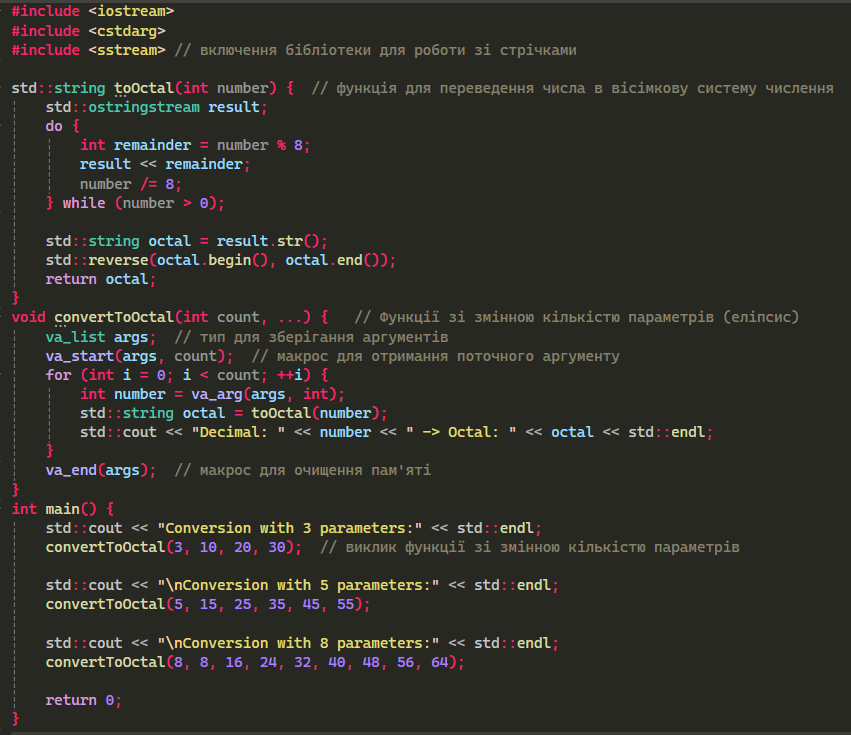 #include <iostream>
#include <cstdarg>
#include <sstream> // включення бібліотеки для роботи зі стрічками
std::string toOctal(int number) { // функція для переведення числа в вісімкову систему числення
std::ostringstream result;
do {
int remainder = number % 8;
result << remainder;
number /= 8;
} while (number > 0);
std::string octal = result.str();
std::reverse(octal.begin(), octal.end());
return octal;
}
void convertToOctal(int count, ...) { // Функції зі змінною кількістю параметрів (еліпсис)
va_list args; // тип для зберігання аргументів
va_start(args, count); // макрос для отримання поточного аргументу
for (int i = 0; i < count; ++i) {
int number = va_arg(args, int);
std::string octal = toOctal(number);
std::cout << "Decimal: " << number << " -> Octal: " << octal << std::endl;
}
va_end(args); // макрос для очищення пам'яті
}
int main() {
std::cout << "Conversion with 3 parameters:" << std::endl;
convertToOctal(3, 10, 20, 30); // виклик функції зі змінною кількістю параметрів
std::cout << "\nConversion with 5 parameters:" << std::endl;
convertToOctal(5, 15, 25, 35, 45, 55);
std::cout << "\nConversion with 8 parameters:" << std::endl;
convertToOctal(8, 8, 16, 24, 32, 40, 48, 56, 64);
return 0;
}